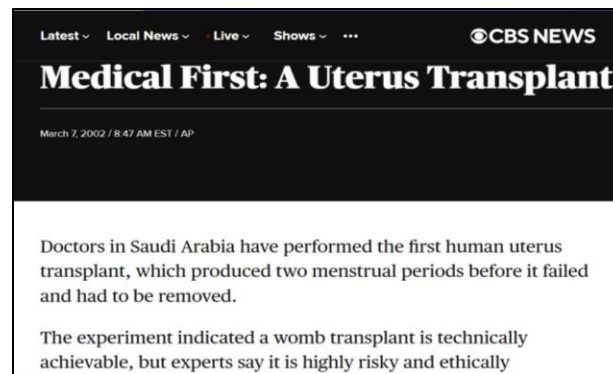 Latest Local News Live Shows ••• CBS NEWS
Medical First: A Uterus Transplant
March 7, 2002 / 8:47 AM EST / AP
Doctors in Saudi Arabia have performed the first human uterus
transplant, which produced two menstrual periods before it failed
and had to be removed.
The experiment indicated a womb transplant is technically
achievable, but experts say it is highly risky and ethically